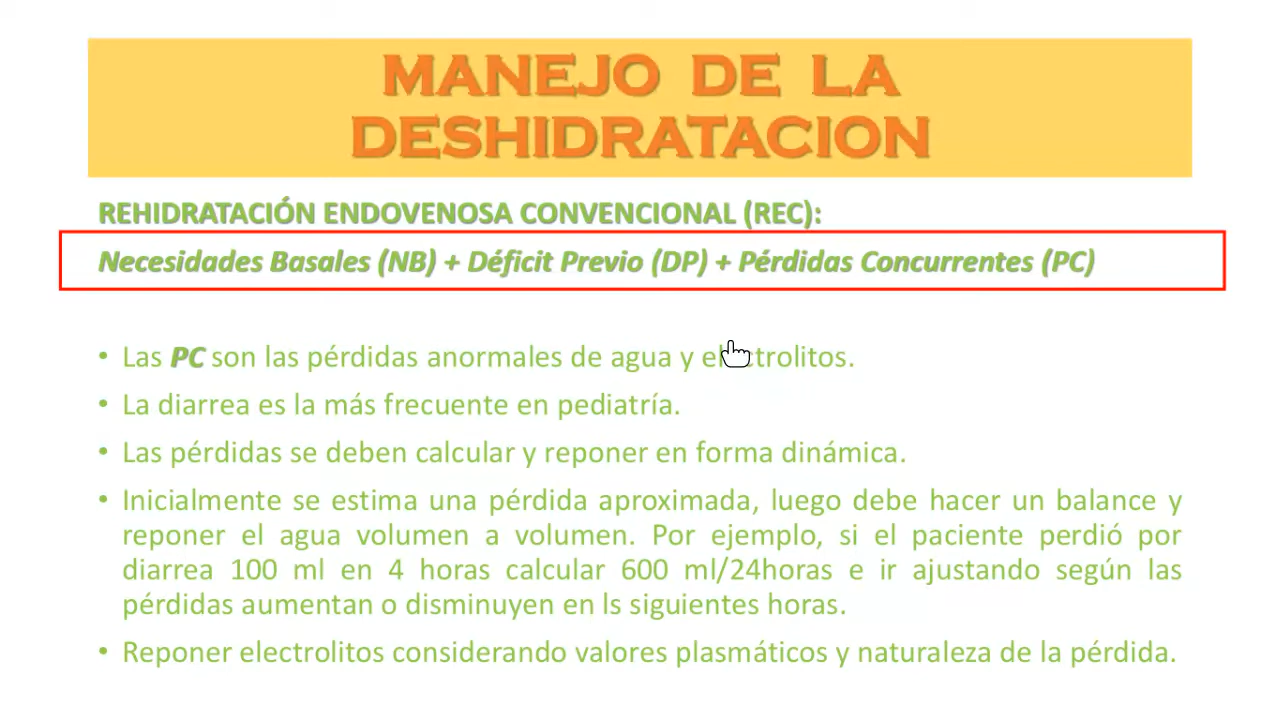 MANEJO DE LA
DESHIDRATACION
REHIDRATACIÓN ENDOVENOSA CONVENCIONAL (REC):
Necesidades Basales (NB) + Déficit Previo (DP) + Pérdidas Concurrentes (PC)
• Las PC son las pérdidas anormales de agua y electrolitos.
• La diarrea es la más frecuente en pediatría.
• Las pérdidas se deben calcular y reponer en forma dinámica.
• Inicialmente se estima una pérdida aproximada, luego debe hacer un balance y
reponer el agua volumen a volumen. Por ejemplo, si el paciente perdió por
diarrea 100 ml en 4 horas calcular 600 ml/24horas e ir ajustando según las
pérdidas aumentan o disminuyen en ls siguientes horas.
• Reponer electrolitos considerando valores plasmáticos y naturaleza de la pérdida.